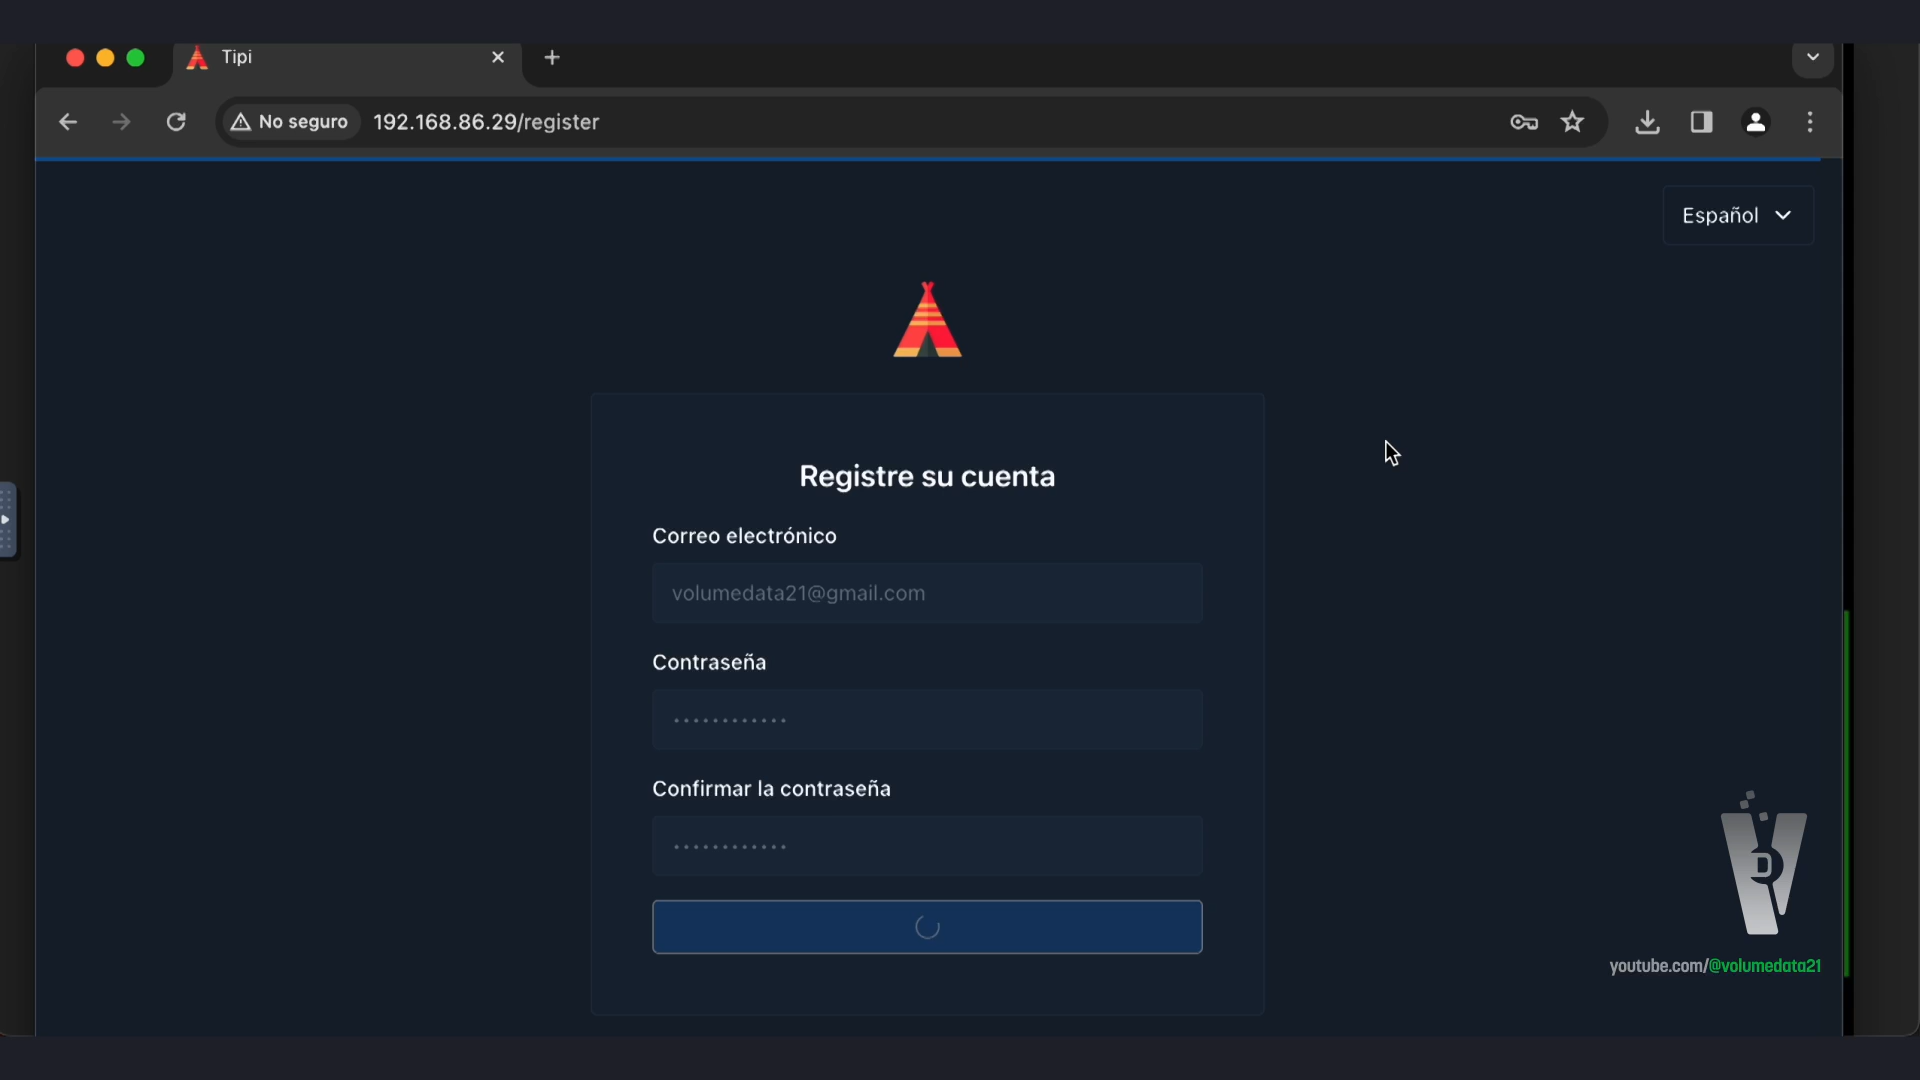 Tipi
No seguro
192.168.86.29/register
Español
Registre su cuenta
Correo electrónico
volumedata21@gmail.com
Contraseña
••••••••••••
Confirmar la contraseña
••••••••••••
VD
youtube.com/@volumedata21